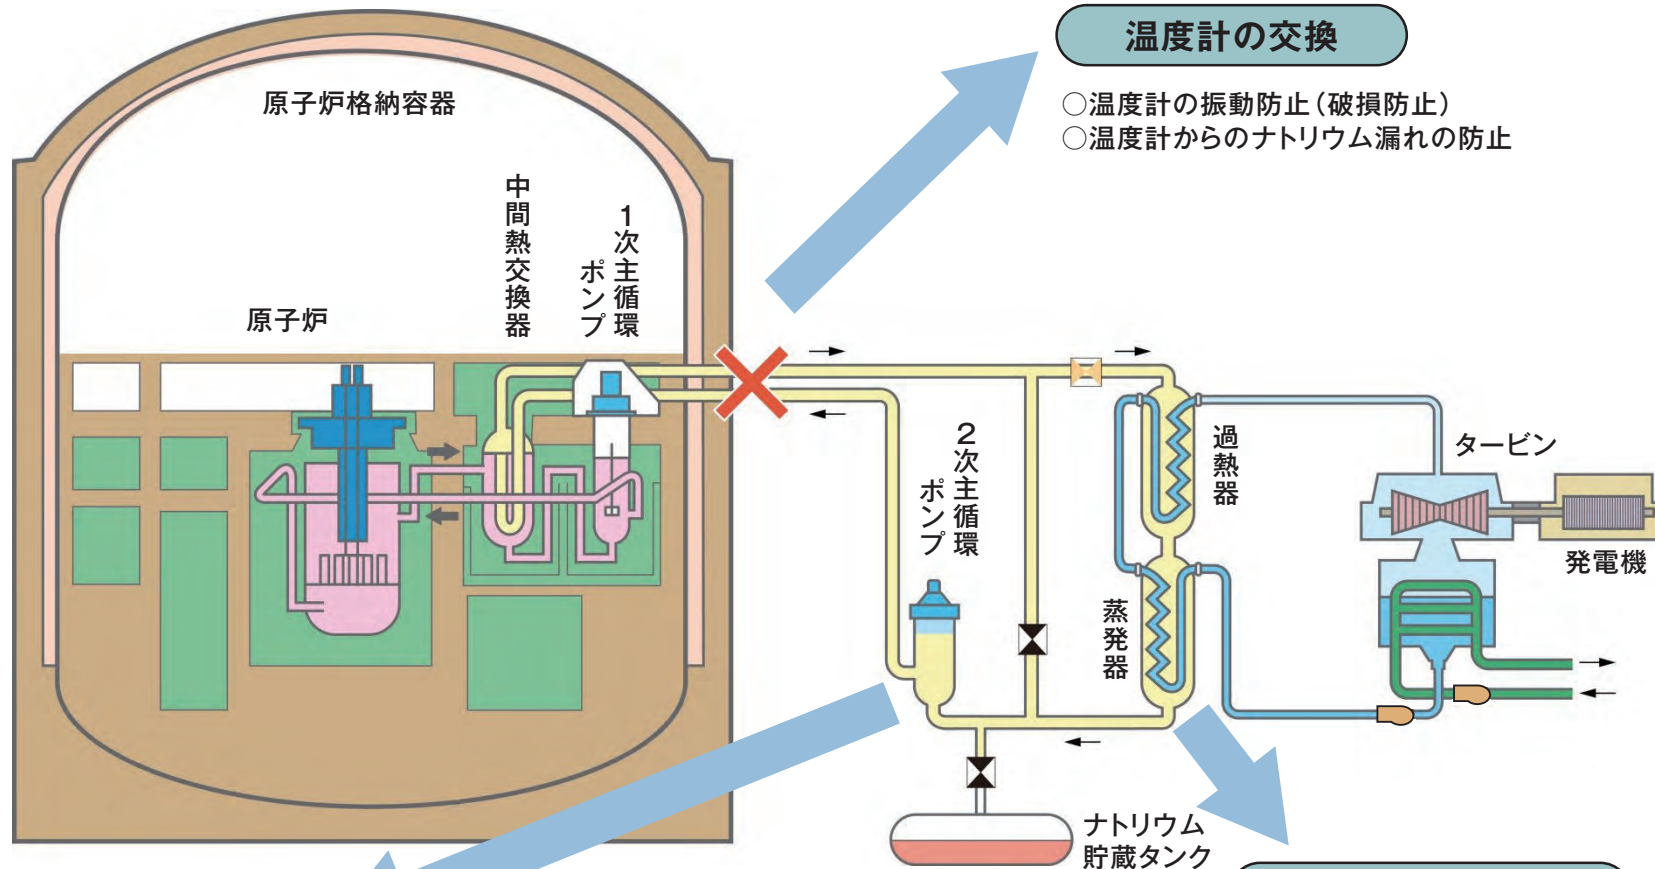 温度計の交換
○温度計の振動防止（破損防止）
○温度計からのナトリウム漏れの防止
原子炉格納容器
中間熱交換器
1次主循環
ポンプ
原子炉
2次主循環
ポンプ
過熱器
タービン
発電機
蒸発器
ナトリウム
貯蔵タンク